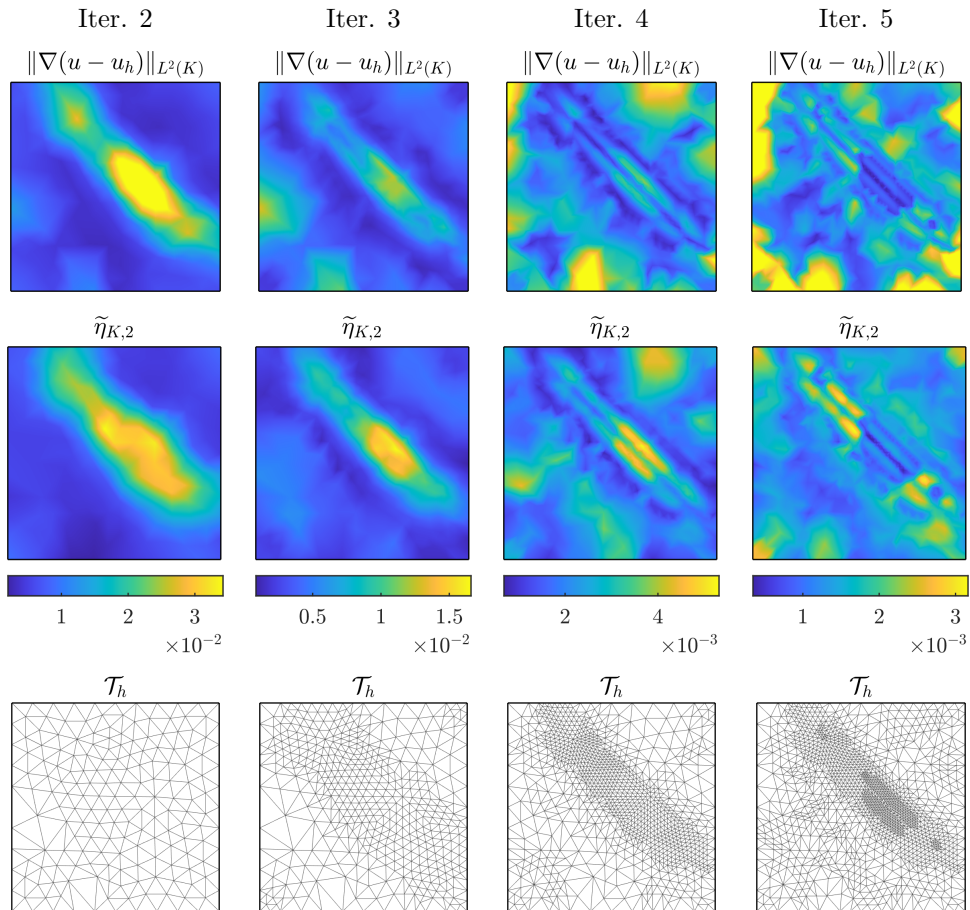 Iter. 2 Iter. 3 Iter. 4 Iter. 5
‖∇(u − u_h)‖_{L²(K)} ‖∇(u − u_h)‖_{L²(K)} ‖∇(u − u_h)‖_{L²(K)} ‖∇(u − u_h)‖_{L²(K)}
η̃_{K,2} η̃_{K,2} η̃_{K,2} η̃_{K,2}
1 2 3 0.5 1 1.5 2 4 1 2 3
×10⁻² ×10⁻² ×10⁻³ ×10⁻³
𝒯_h 𝒯_h 𝒯_h 𝒯_h